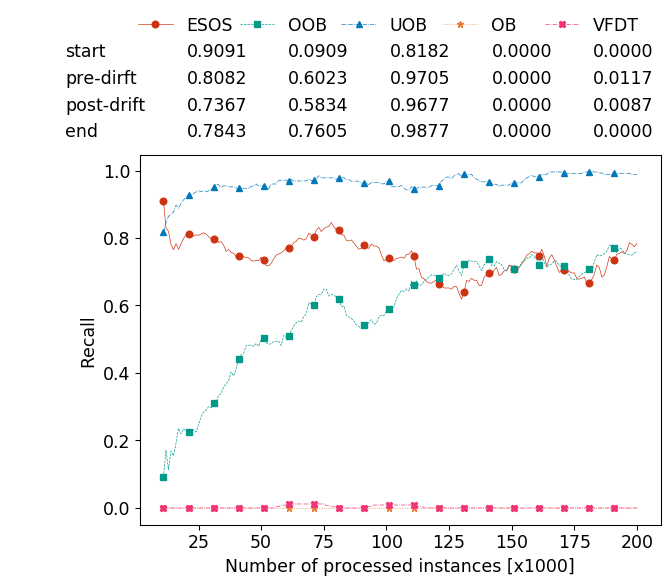 ESOS OOB UOB OB VFDT
start 0.9091 0.0909 0.8182 0.0000 0.0000
pre-dirft 0.8082 0.6023 0.9705 0.0000 0.0117
post-drift 0.7367 0.5834 0.9677 0.0000 0.0087
end 0.7843 0.7605 0.9877 0.0000 0.0000
1.0
0.8
0.6
0.4
0.2
0.0
Recall
25 50 75 100 125 150 175 200
Number of processed instances [x1000]